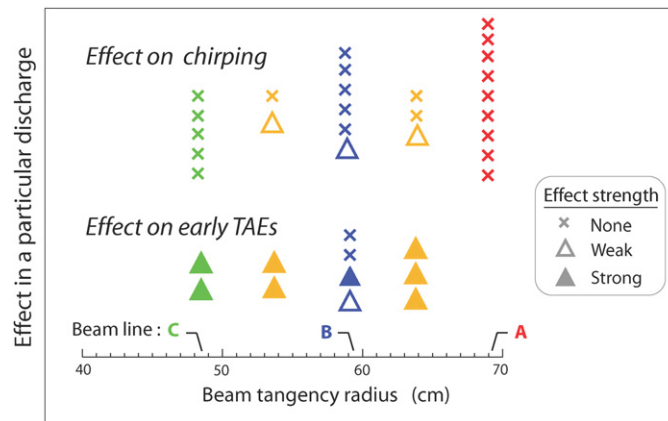 Effect on chirping
Effect in a particular discharge
Effect strength
None
Weak
Strong
Effect on early TAEs
Beam line : C B A
40 50 60 70
Beam tangency radius (cm)